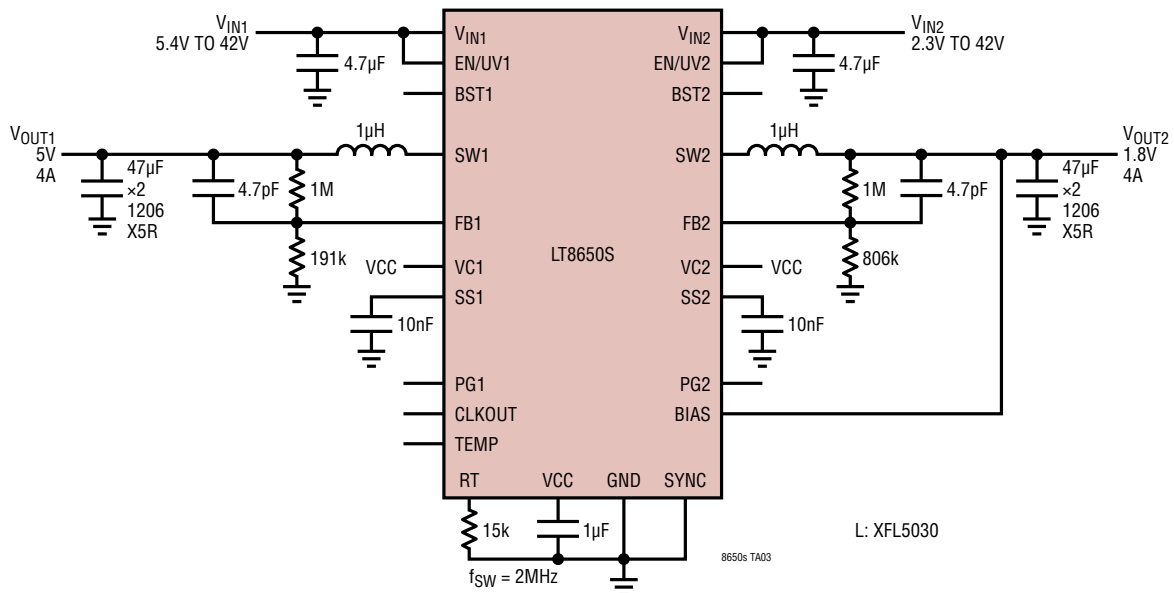 V_IN1
5.4V TO 42V
4.7µF
V_IN1
EN/UV1
BST1
V_IN2
EN/UV2
BST2
4.7µF
V_IN2
2.3V TO 42V
V_OUT1
5V
4A
47µF
×2
1206
X5R
4.7pF
1M
1µH
SW1
FB1
191k
VCC
VC1
SS1
10nF
LT8650S
SW2
FB2
VC2
SS2
VCC
10nF
1µH
1M
4.7pF
806k
V_OUT2
1.8V
4A
47µF
×2
1206
X5R
PG1
CLKOUT
TEMP
PG2
BIAS
RT
VCC
GND
SYNC
15k
1µF
f_SW = 2MHz
L: XFL5030
8650s TA03